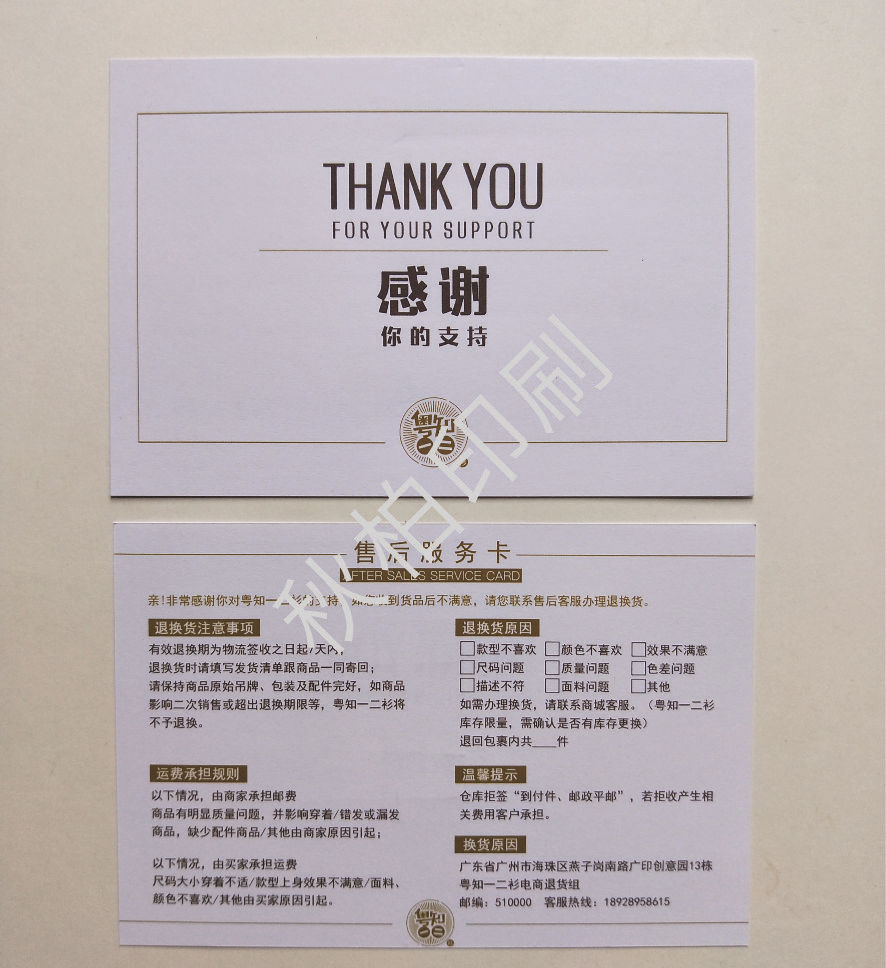 THANK YOU
FOR YOUR SUPPORT
感谢
你的支持
粤知
一二
秋柏印刷
售后服务卡
AFTER SALES SERVICE CARD
亲!非常感谢你对粤知一二衫的支持,如您收到货品后不满意,请您联系售后客服办理退换货。
退换货注意事项
有效退换期为物流签收之日起7天内;
退换货时请填写发货清单跟商品一同寄回;
请保持商品原始吊牌、包装及配件完好,如商品
影响二次销售或超出退换期限等,粤知一二衫将
不予退换。
运费承担规则
以下情况,由商家承担邮费
商品有明显质量问题,并影响穿着/错发或漏发
商品,缺少配件商品/其他由商家原因引起;
以下情况,由买家承担运费
尺码大小穿着不适/款型上身效果不满意/面料、
颜色不喜欢/其他由买家原因引起。
退换货原因
□款型不喜欢 □颜色不喜欢 □效果不满意
□尺码问题 □质量问题 □色差问题
□描述不符 □面料问题 □其他
如需办理换货,请联系商城客服。(粤知一二衫
库存限量,需确认是否有库存更换)
退回包裹内共___件
温馨提示
仓库拒签“到付件、邮政平邮”,若拒收产生相
关费用客户承担。
换货原因
广东省广州市海珠区燕子岗南路广印创意园13栋
粤知一二衫电商退货组
邮编:510000 客服热线:18928958615
粤知